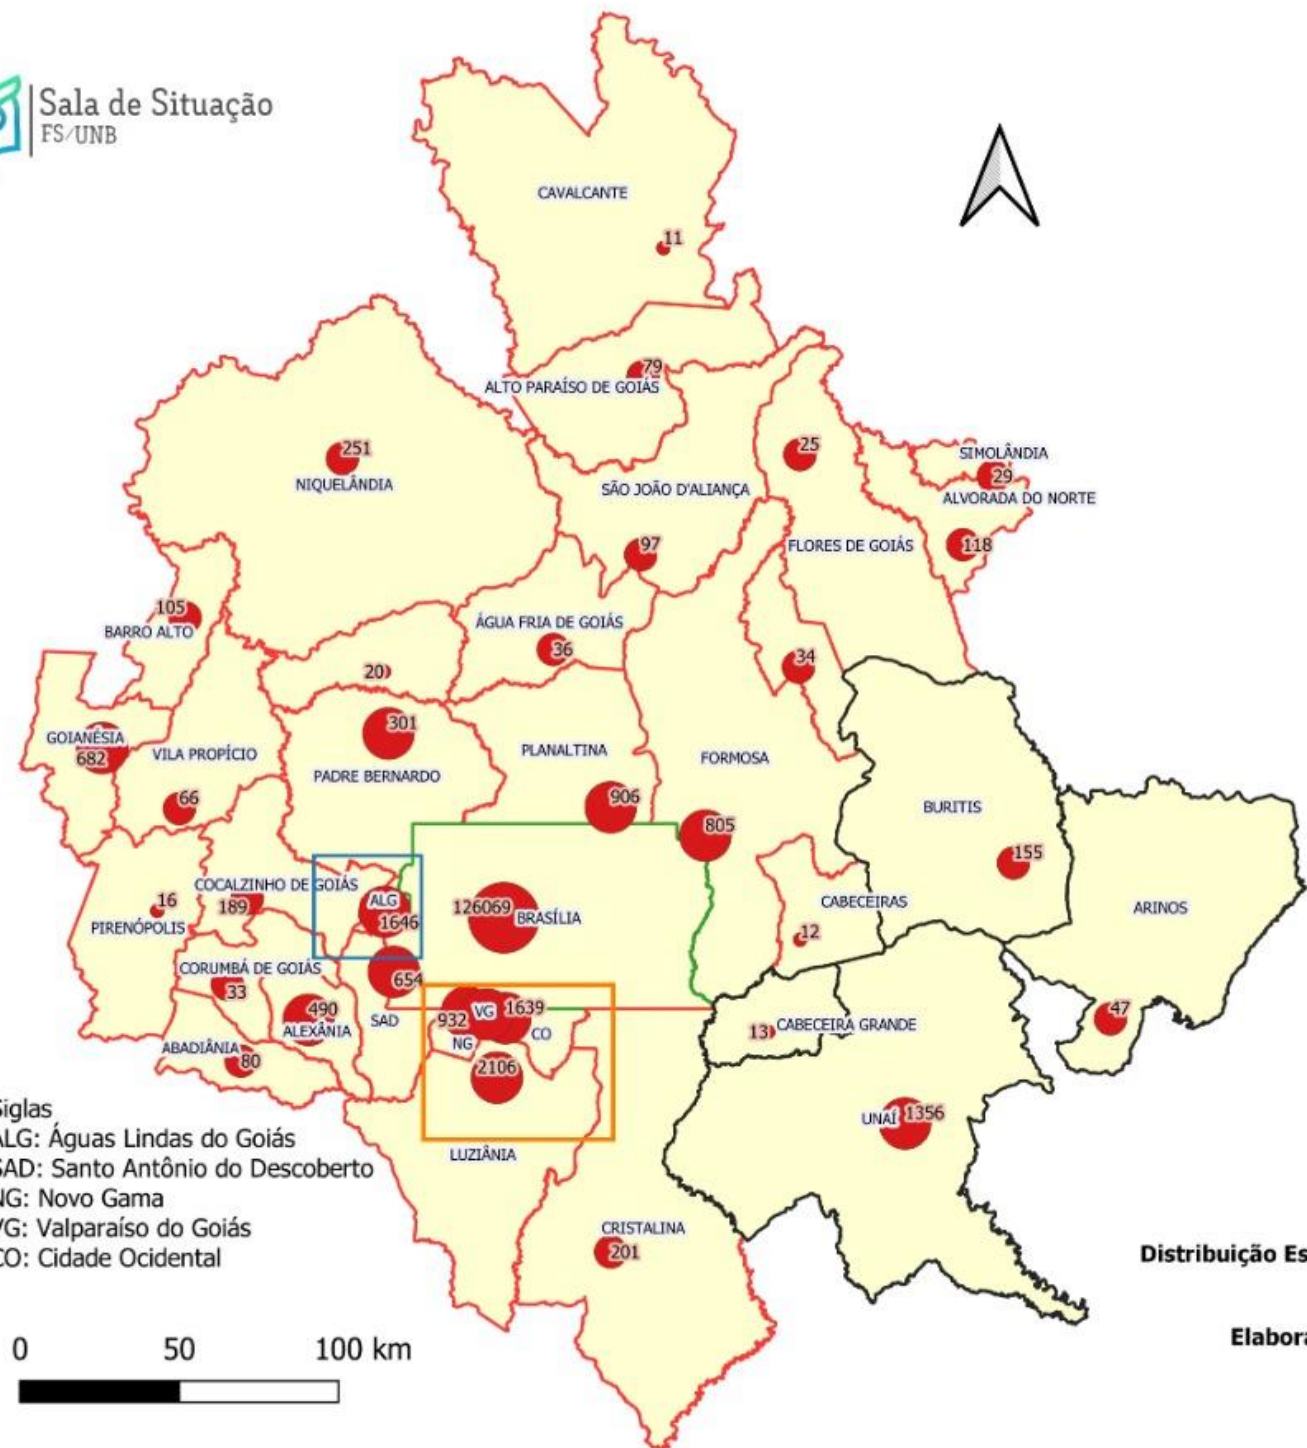 Sala de Situação
FS/UNB
CAVALCANTE
11
79
ALTO PARAÍSO DE GOIÁS
251
NIQUELÂNDIA
25
SIMOLÂNDIA
29
SÃO JOÃO D'ALIANÇA
ALVORADA DO NORTE
97
FLORES DE GOIÁS
118
105
BARRO ALTO
ÁGUA FRIA DE GOIÁS
36
34
20
301
GOIANÉSIA
682
VILA PROPÍCIO
PADRE BERNARDO
PLANALTINA
FORMOSA
66
906
805
BURITIS
155
COCALZINHO DE GOIÁS
189
16
PIRENÓPOLIS
ALG
1646
126069
BRASÍLIA
CABECEIRAS
12
ARINOS
CORUMBÁ DE GOIÁS
33
654
490
ALEXÂNIA
SAD
932
VG
1639
NG
CO
13
CABECEIRA GRANDE
47
ABADIÂNIA
80
2106
UNAÍ
1356
LUZIÂNIA
CRISTALINA
201
Siglas
ALG: Águas Lindas do Goiás
SAD: Santo Antônio do Descoberto
NG: Novo Gama
VG: Valparaíso do Goiás
CO: Cidade Ocidental
Distribuição Es
Elabora
0 50 100 km